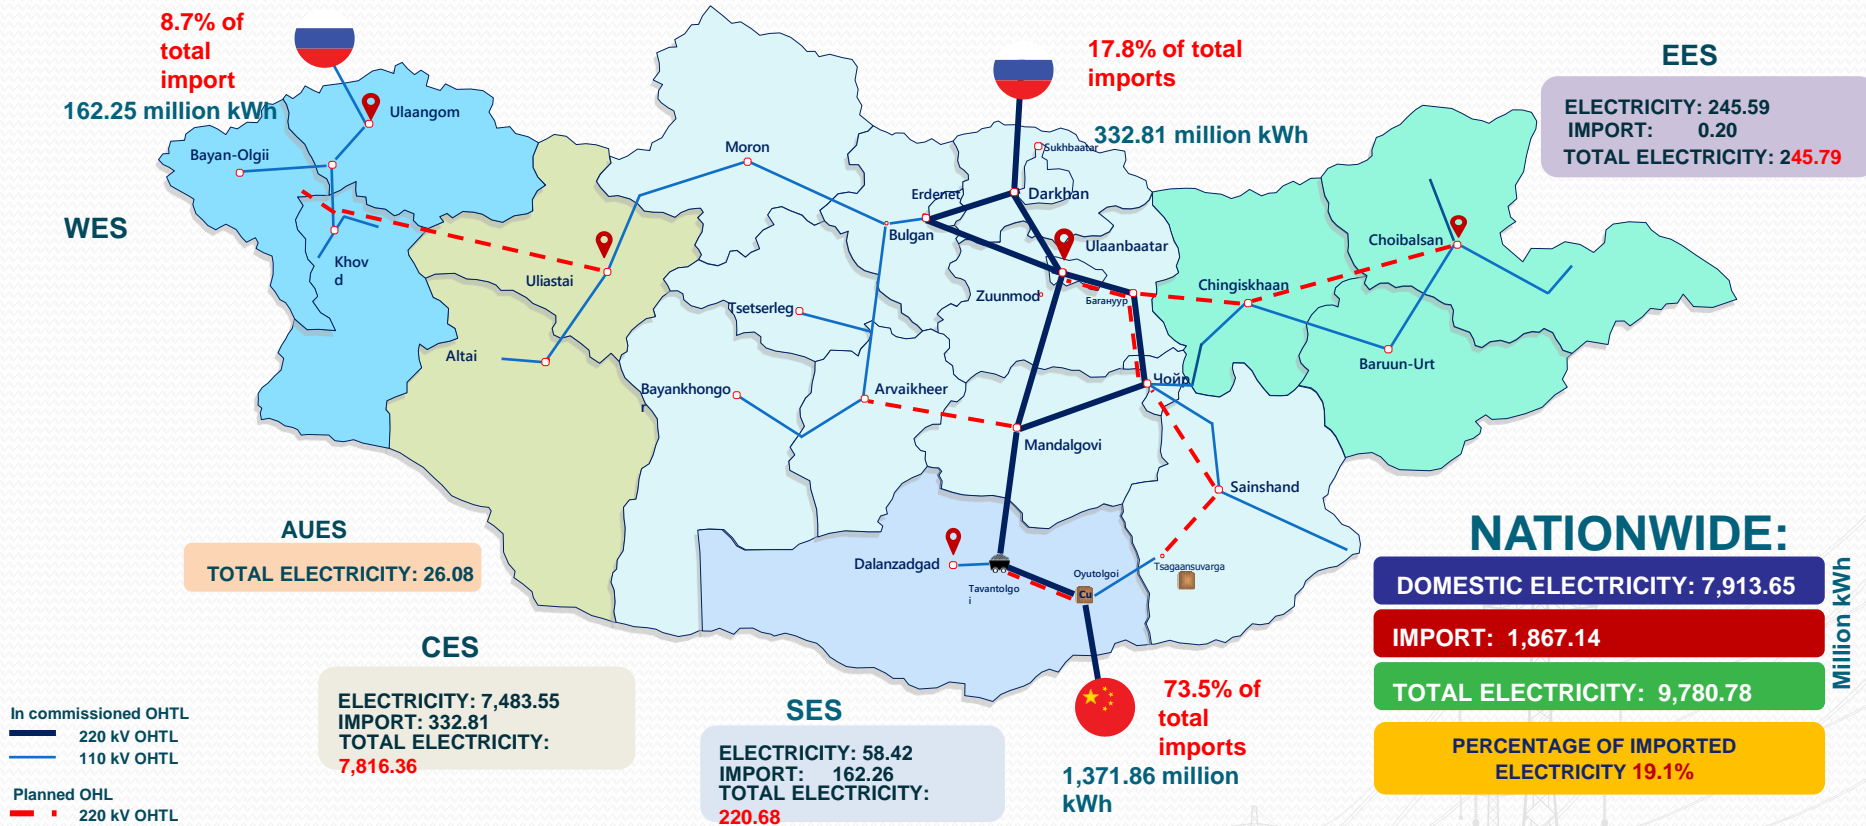 8.7% of
total
import
162.25 million kWh
17.8% of total
imports
332.81 million kWh
EES
ELECTRICITY: 245.59
IMPORT: 0.20
TOTAL ELECTRICITY: 245.79
Ulaangom
Bayan-Olgii
WES
Khov
d
Uliastai
Altai
Moron
Erdenet
Bulgan
Sukhbaatar
Darkhan
Ulaanbaatar
Zuunmod
Багануур
Tsetserleg
Bayankhongo
r
Arvaikheer
Mandalgovi
Чойр
Chingiskhaan
Choibalsan
Baruun-Urt
Sainshand
Dalanzadgad
Tavantolgo
i
Oyutolgoi
Cu
Tsagaansuvarga
AUES
TOTAL ELECTRICITY: 26.08
CES
ELECTRICITY: 7,483.55
IMPORT: 332.81
TOTAL ELECTRICITY:
7,816.36
SES
ELECTRICITY: 58.42
IMPORT: 162.26
TOTAL ELECTRICITY:
220.68
73.5% of
total
imports
1,371.86 million
kWh
NATIONWIDE:
DOMESTIC ELECTRICITY: 7,913.65
IMPORT: 1,867.14
TOTAL ELECTRICITY: 9,780.78
Million kWh
PERCENTAGE OF IMPORTED
ELECTRICITY 19.1%
In commissioned OHTL
220 kV OHTL
110 kV OHTL
Planned OHL
220 kV OHTL